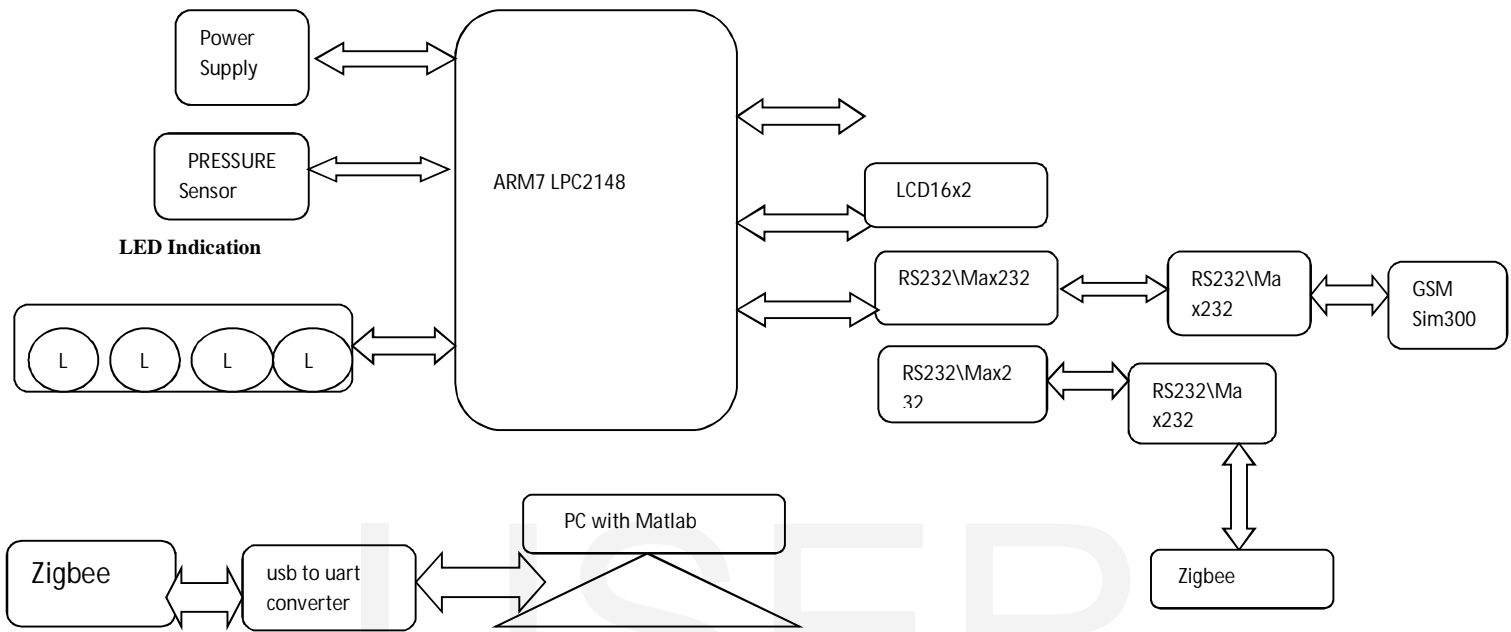 Power
Supply
PRESSURE
Sensor
LED Indication
L
L
L
L
ARM7 LPC2148
LCD16x2
RS232\Max232
RS232\Ma
x232
GSM
Sim300
RS232\Max2
32
RS232\Ma
x232
Zigbee
PC with Matlab
usb to uart
converter
Zigbee